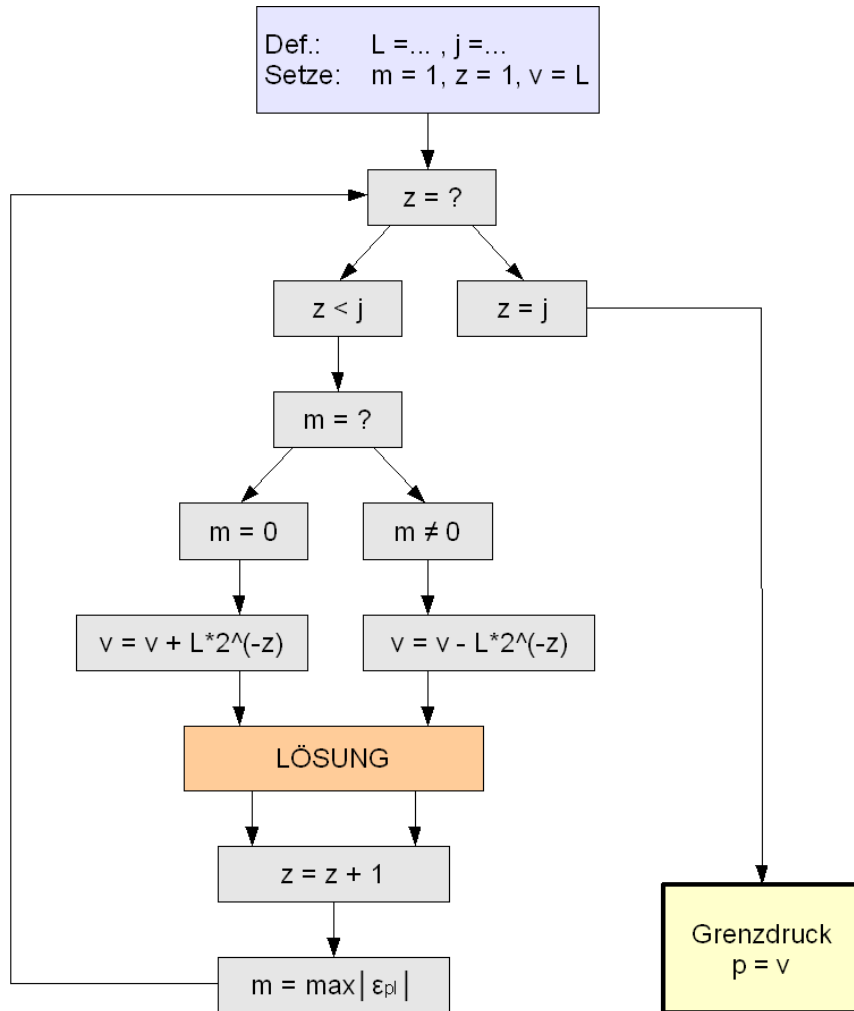 Def.: L =... , j =...
Setze: m = 1, z = 1, v = L
z = ?
z < j
z = j
m = ?
m = 0
m ≠ 0
v = v + L*2^(-z)
v = v - L*2^(-z)
LÖSUNG
z = z + 1
Grenzdruck
p = v
m = max│εpl│